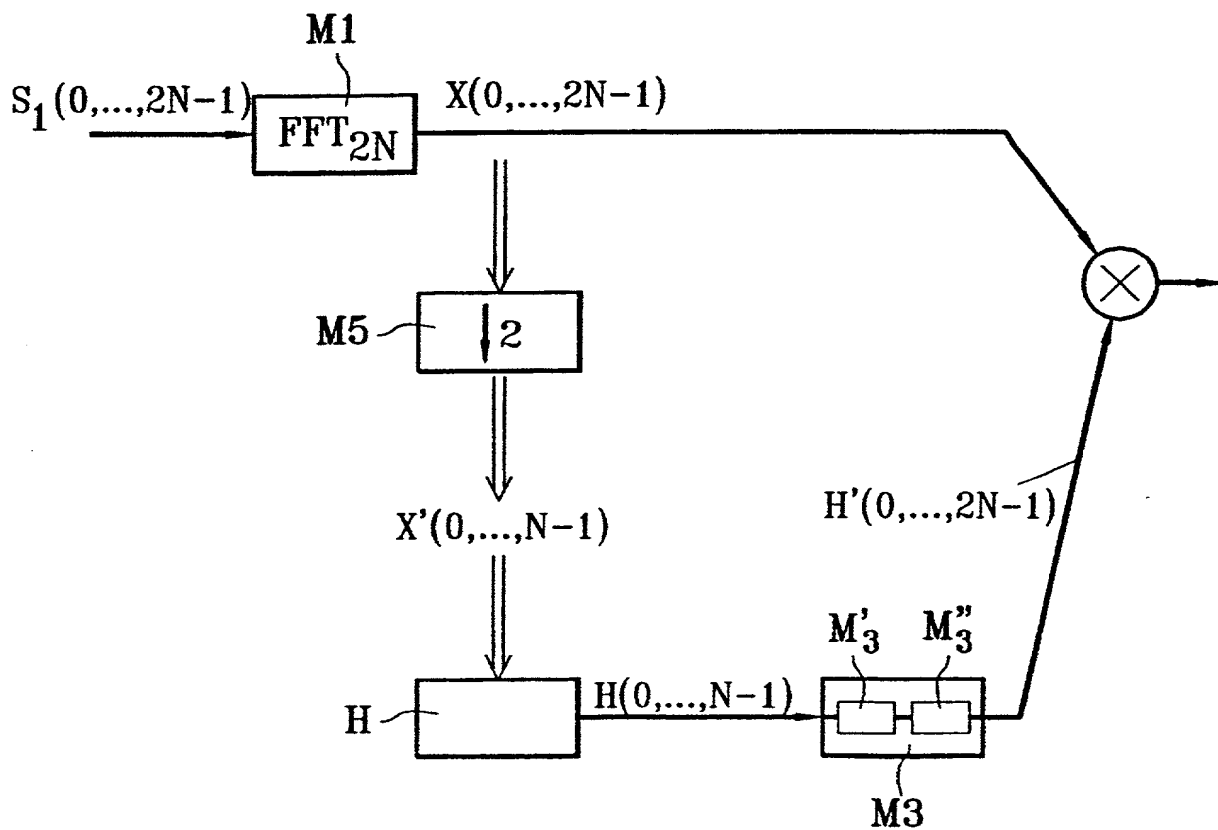 M1
S₁(0,...,2N-1)
FFT₂N
X(0,...,2N-1)
M5
2
X'(0,...,N-1)
H'(0,...,2N-1)
M'₃
M"₃
H
H(0,...,N-1)
M3